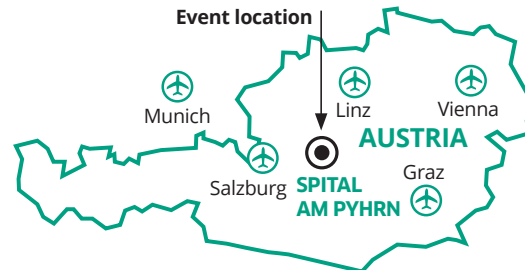 Event location
Munich
Linz
Vienna
AUSTRIA
Salzburg
SPITAL
AM PYHRN
Graz